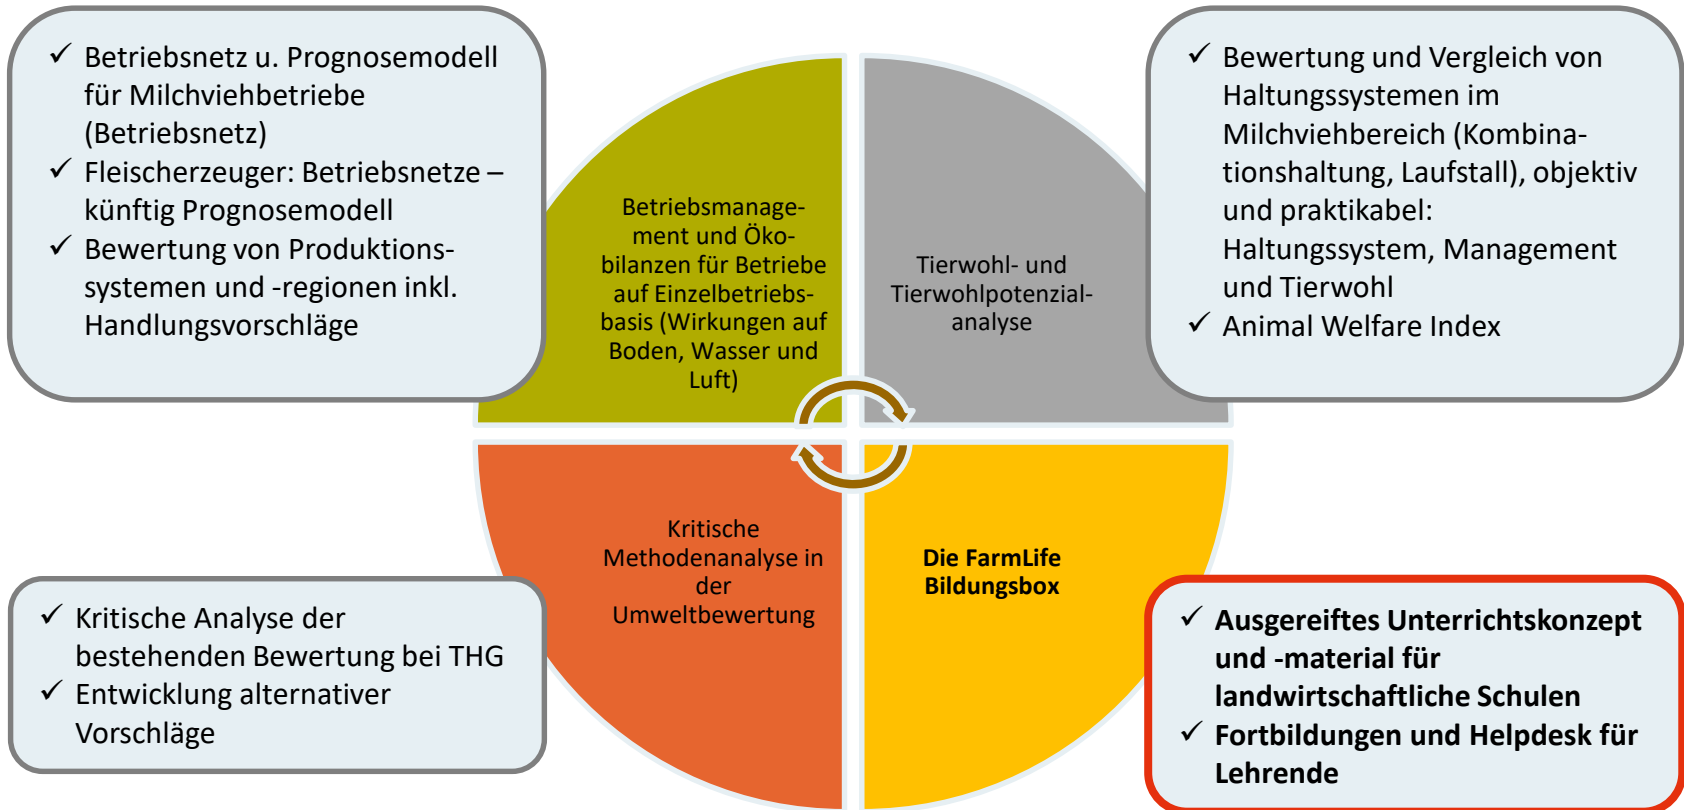 ✓ Betriebsnetz u. Prognosemodell
für Milchviehbetriebe
(Betriebsnetz)
✓ Fleischerzeuger: Betriebsnetze –
künftig Prognosemodell
✓ Bewertung von Produktions-
systemen und -regionen inkl.
Handlungsvorschläge
Betriebsmanage-
ment und Öko-
bilanzen für Betriebe
auf Einzelbetriebs-
basis (Wirkungen auf
Boden, Wasser und
Luft)
Tierwohl- und
Tierwohlpotenzial-
analyse
✓ Bewertung und Vergleich von
Haltungssystemen im
Milchviehbereich (Kombina-
tionshaltung, Laufstall), objektiv
und praktikabel:
Haltungssystem, Management
und Tierwohl
✓ Animal Welfare Index
✓ Kritische Analyse der
bestehenden Bewertung bei THG
✓ Entwicklung alternativer
Vorschläge
Kritische
Methodenanalyse in
der
Umweltbewertung
Die FarmLife
Bildungsbox
✓ Ausgereiftes Unterrichtskonzept
und -material für
landwirtschaftliche Schulen
✓ Fortbildungen und Helpdesk für
Lehrende